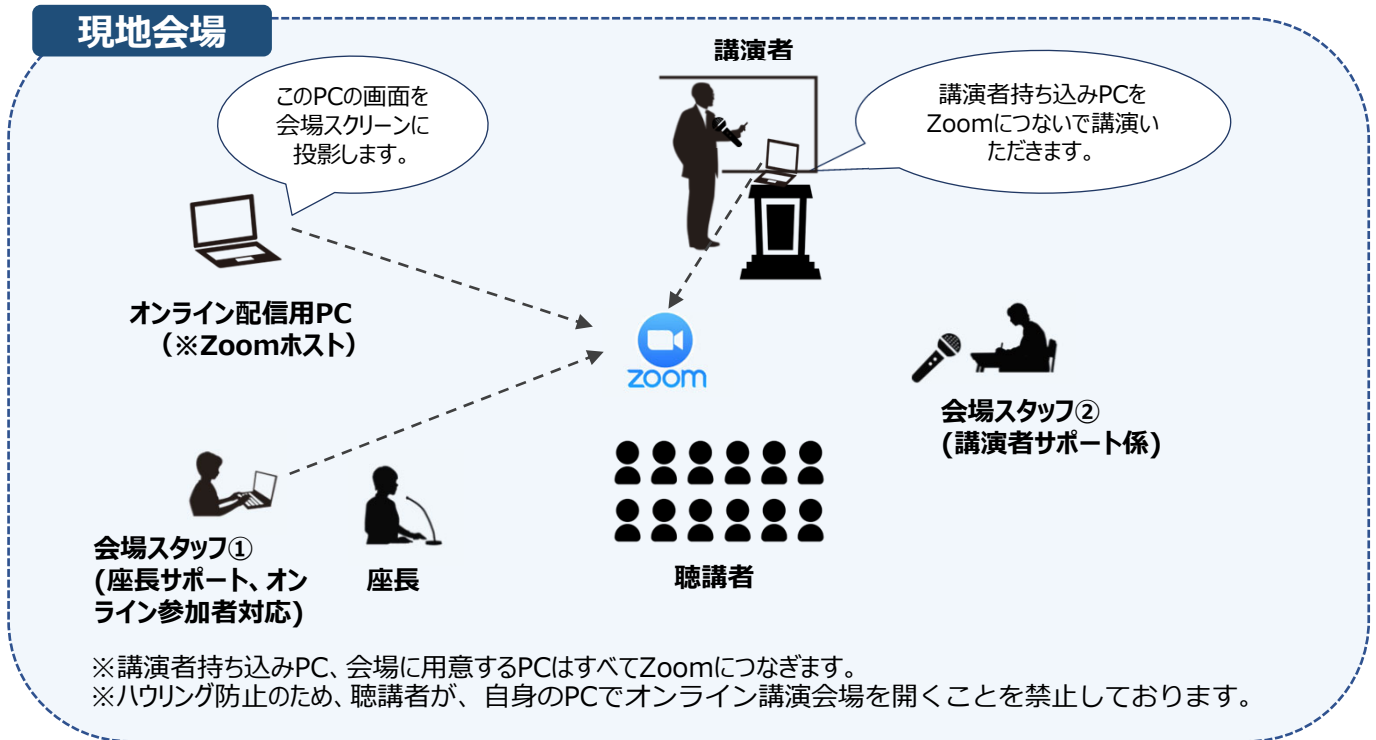 現地会場
講演者
このPCの画面を
会場スクリーンに
投影します。
講演者持ち込みPCを
Zoomにつないで講演い
ただきます。
オンライン配信用PC
（※Zoomホスト）
zoom
会場スタッフ②
(講演者サポート係)
会場スタッフ①
(座長サポート、オン
ライン参加者対応)
座長
聴講者
※講演者持ち込みPC、会場に用意するPCはすべてZoomにつなぎます。
※ハウリング防止のため、聴講者が、自身のPCでオンライン講演会場を開くことを禁止しております。